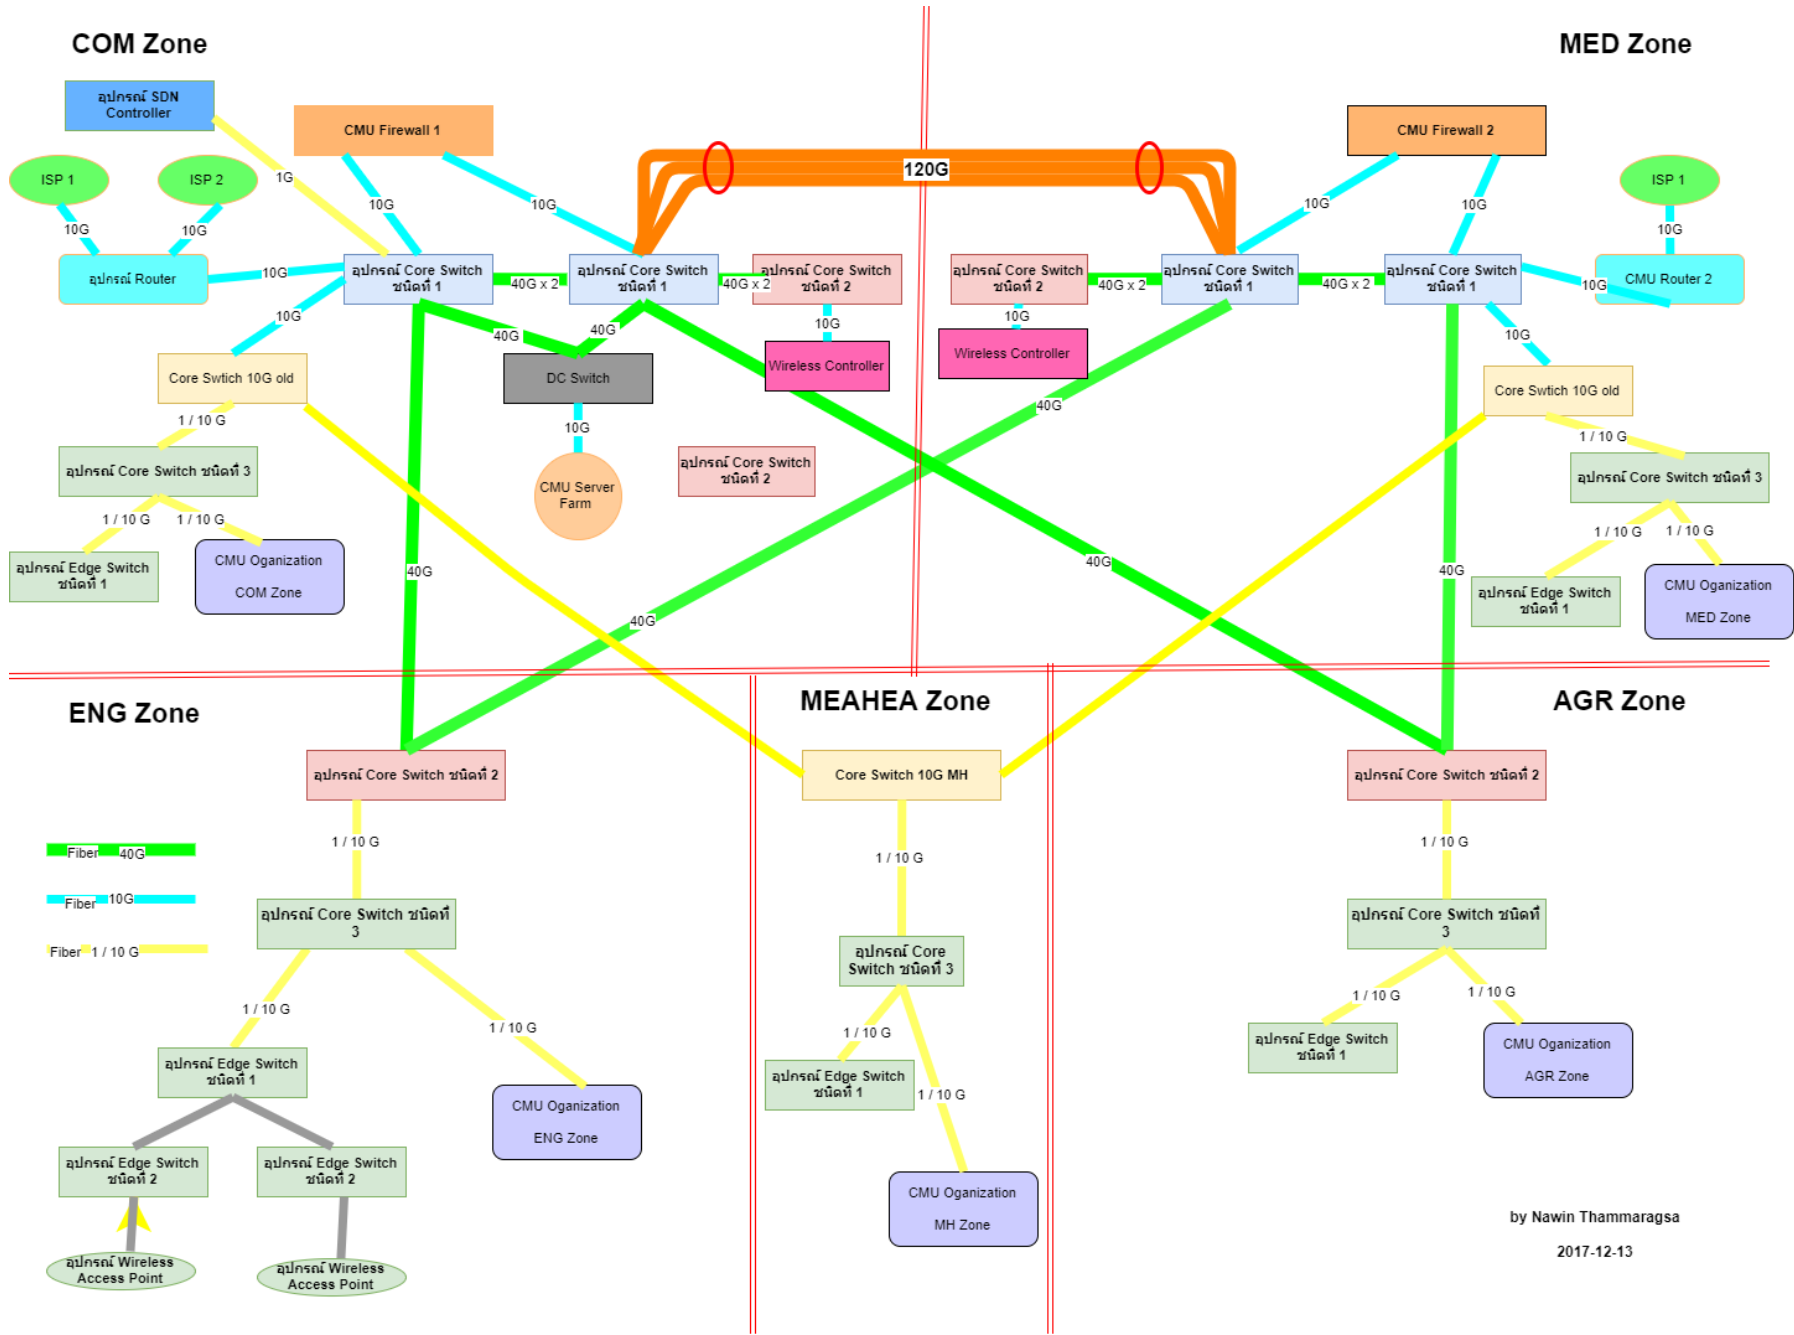 COM Zone
MED Zone
อุปกรณ์ SDN
Controller
CMU Firewall 1
CMU Firewall 2
120G
ISP 1
ISP 2
ISP 1
1G
10G
10G
10G
10G
10G
10G
10G
10G
อุปกรณ์ Router
10G
อุปกรณ์ Core Switch
ชนิดที่ 1
40G x 2
อุปกรณ์ Core Switch
ชนิดที่ 1
40G x 2
อุปกรณ์ Core Switch
ชนิดที่ 2
อุปกรณ์ Core Switch
ชนิดที่ 2
40G x 2
อุปกรณ์ Core Switch
ชนิดที่ 1
40G x 2
อุปกรณ์ Core Switch
ชนิดที่ 1
10G
CMU Router 2
10G
40G
40G
10G
10G
10G
Core Swtich 10G old
DC Switch
Wireless Controller
Wireless Controller
Core Swtich 10G old
1 / 10 G
10G
40G
1 / 10 G
อุปกรณ์ Core Switch ชนิดที่ 3
CMU Server
Farm
อุปกรณ์ Core Switch
ชนิดที่ 2
อุปกรณ์ Core Switch ชนิดที่ 3
1 / 10 G
1 / 10 G
1 / 10 G
1 / 10 G
อุปกรณ์ Edge Switch
ชนิดที่ 1
CMU Oganization
COM Zone
40G
40G
40G
40G
อุปกรณ์ Edge Switch
ชนิดที่ 1
CMU Oganization
MED Zone
ENG Zone
MEAHEA Zone
AGR Zone
อุปกรณ์ Core Switch ชนิดที่ 2
Core Switch 10G MH
อุปกรณ์ Core Switch ชนิดที่ 2
Fiber 40G
Fiber 10G
Fiber 1 / 10 G
1 / 10 G
1 / 10 G
1 / 10 G
อุปกรณ์ Core Switch ชนิดที่
3
อุปกรณ์ Core
Switch ชนิดที่ 3
อุปกรณ์ Core Switch ชนิดที่
3
1 / 10 G
1 / 10 G
1 / 10 G
1 / 10 G
1 / 10 G
1 / 10 G
อุปกรณ์ Edge Switch
ชนิดที่ 1
CMU Oganization
ENG Zone
อุปกรณ์ Edge Switch
ชนิดที่ 1
อุปกรณ์ Edge Switch
ชนิดที่ 1
CMU Oganization
AGR Zone
อุปกรณ์ Edge Switch
ชนิดที่ 2
อุปกรณ์ Edge Switch
ชนิดที่ 2
CMU Oganization
MH Zone
อุปกรณ์ Wireless
Access Point
อุปกรณ์ Wireless
Access Point
by Nawin Thammaragsa
2017-12-13